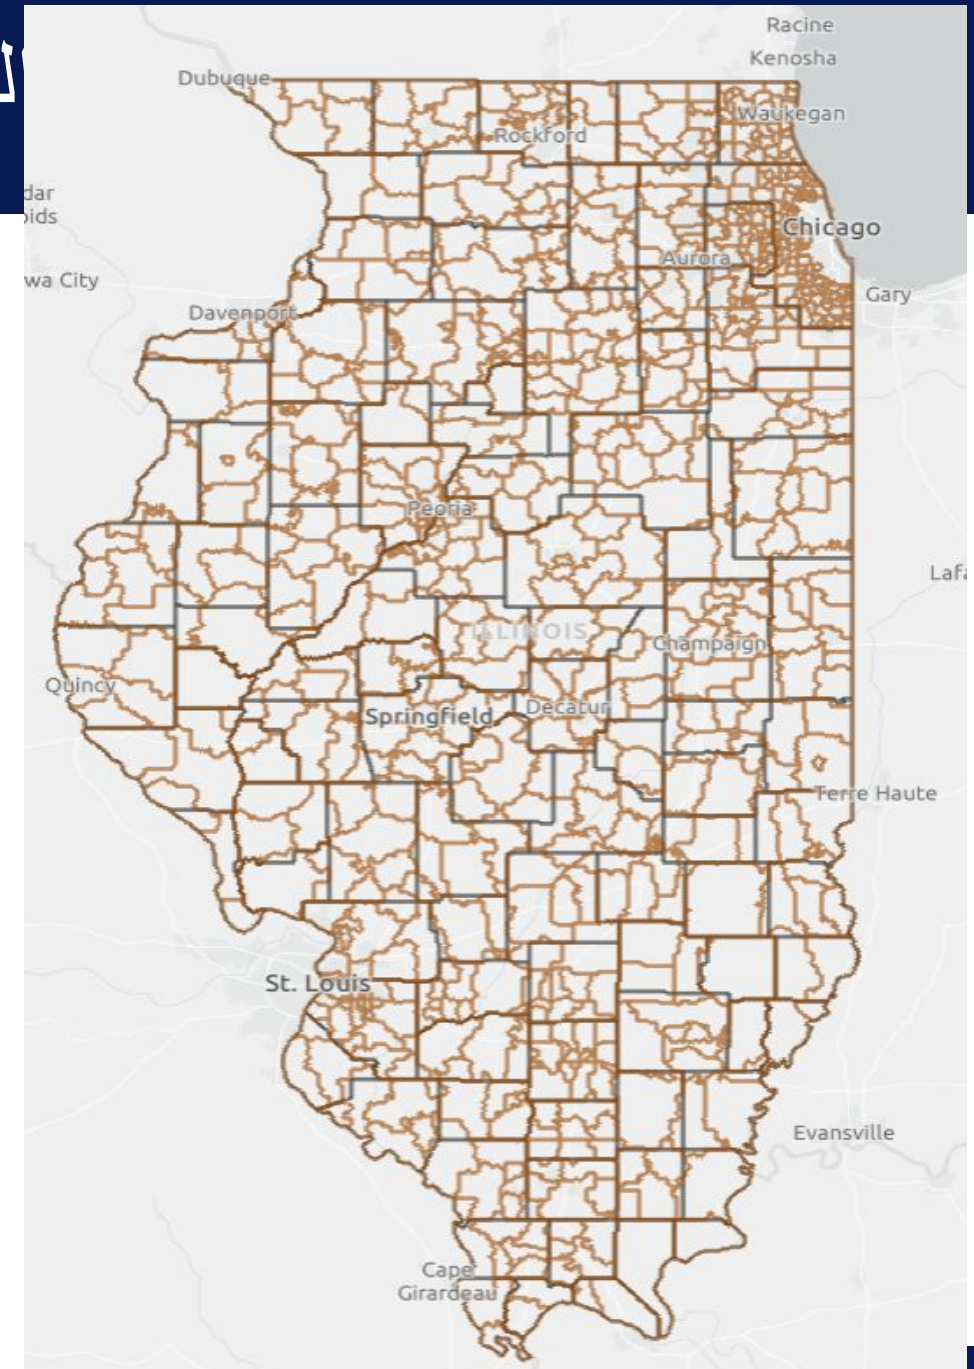 Racine
Kenosha
Dubuque
Waukegan
Rockford
dar
Chicago
Aurora
wa City
Gary
Davenport
Peoria
Lafa
ILLINOIS
Champaign
Quincy
Springfield
Decatur
Terre Haute
St. Louis
Evansville
Cape
Girardeau